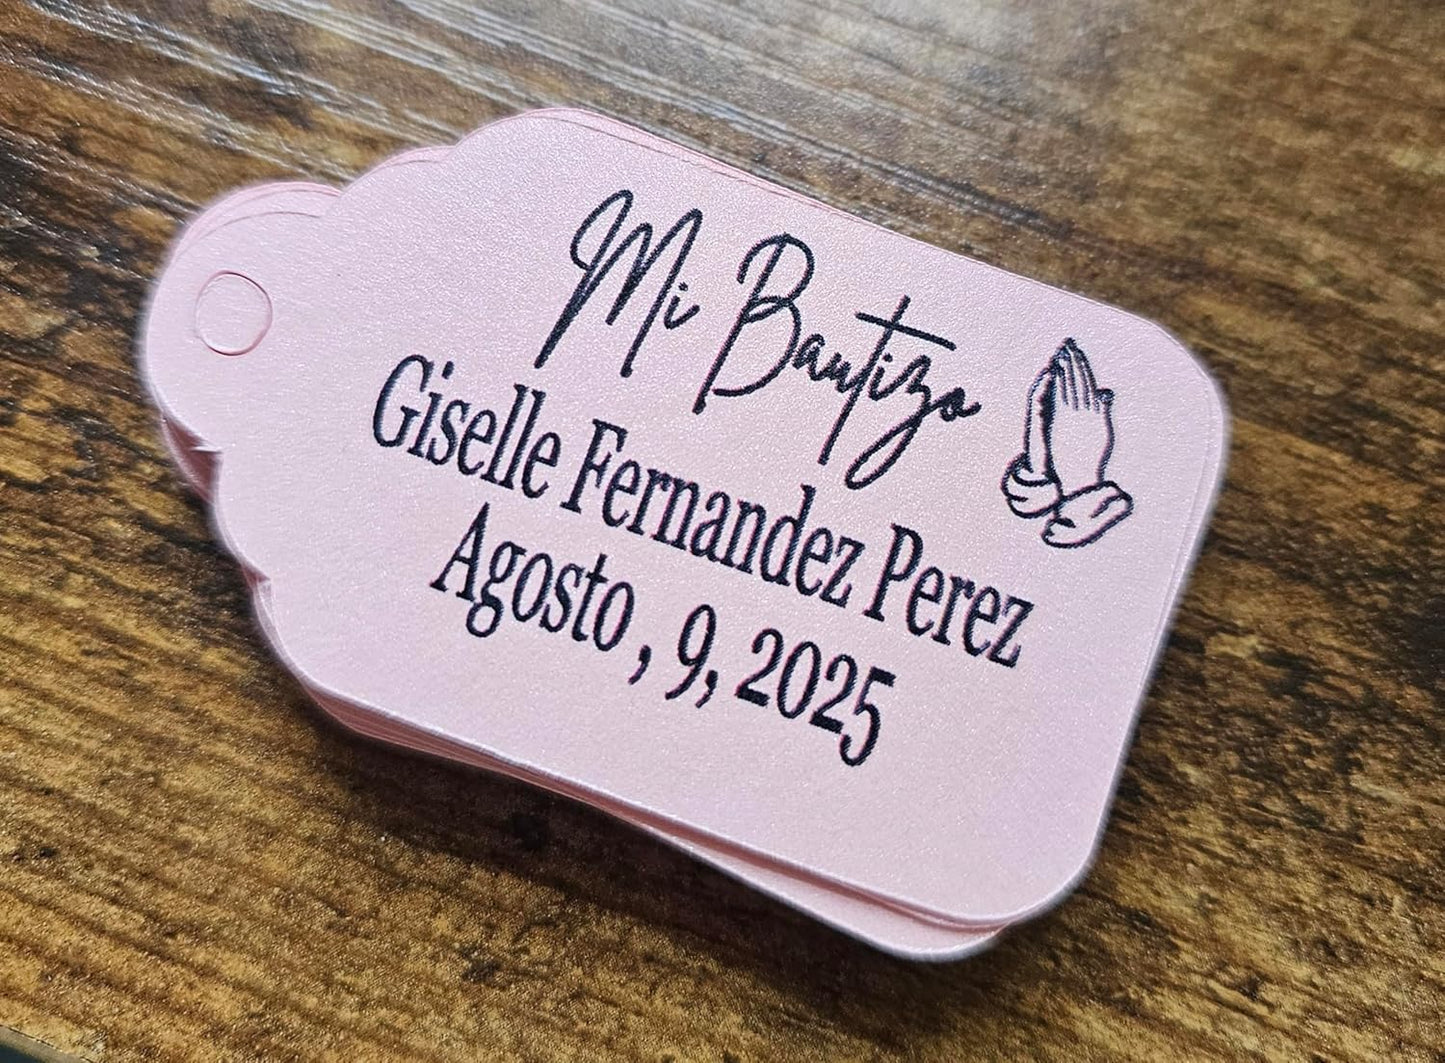 Mi Bautizo
Giselle Fernandez Perez
Agosto , 9, 2025